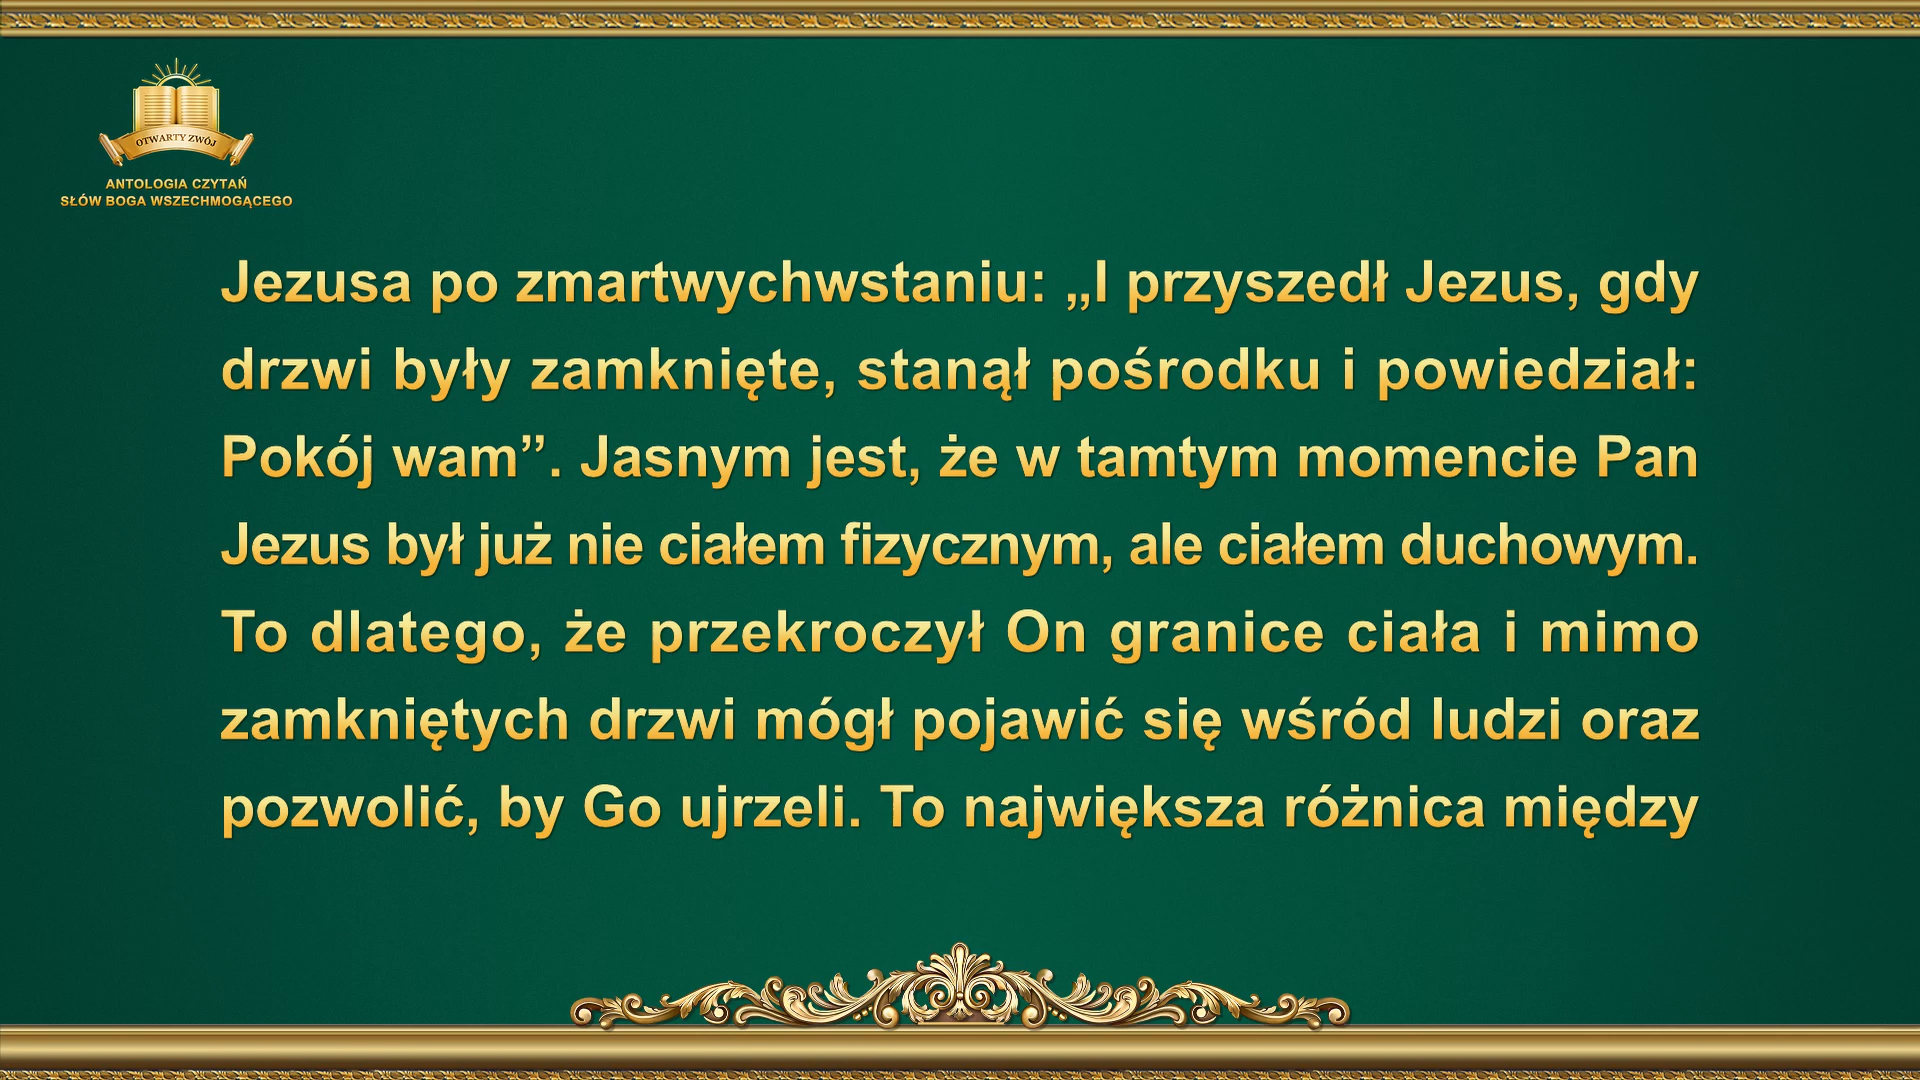 OTWARTY ZWÓJ
ANTOLOGIA CZYTAŃ
SŁÓW BOGA WSZECHMOGĄCEGO
Jezusa po zmartwychwstaniu: „I przyszedł Jezus, gdy
drzwi były zamknięte, stanął pośrodku i powiedział:
Pokój wam”. Jasnym jest, że w tamtym momencie Pan
Jezus był już nie ciałem fizycznym, ale ciałem duchowym.
To dlatego, że przekroczył On granice ciała i mimo
zamkniętych drzwi mógł pojawić się wśród ludzi oraz
pozwolić, by Go ujrzeli. To największa różnica między